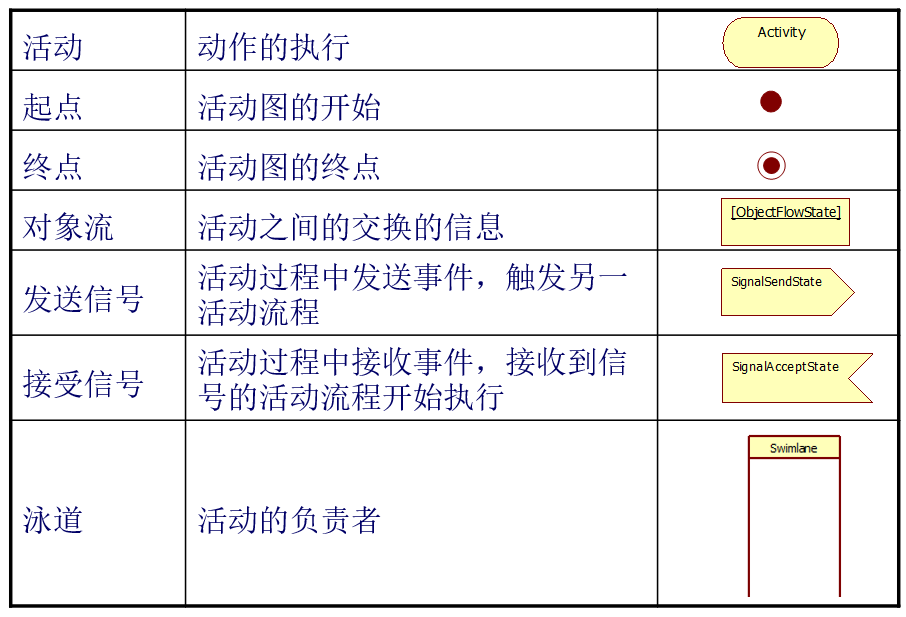 活动
动作的执行
Activity
起点
活动图的开始
终点
活动图的终点
对象流
活动之间的交换的信息
[ObjectFlowState]
发送信号
活动过程中发送事件，触发另一
活动流程
SignalSendState
接受信号
活动过程中接收事件，接收到信
号的活动流程开始执行
SignalAcceptState
泳道
活动的负责者
Swimlane